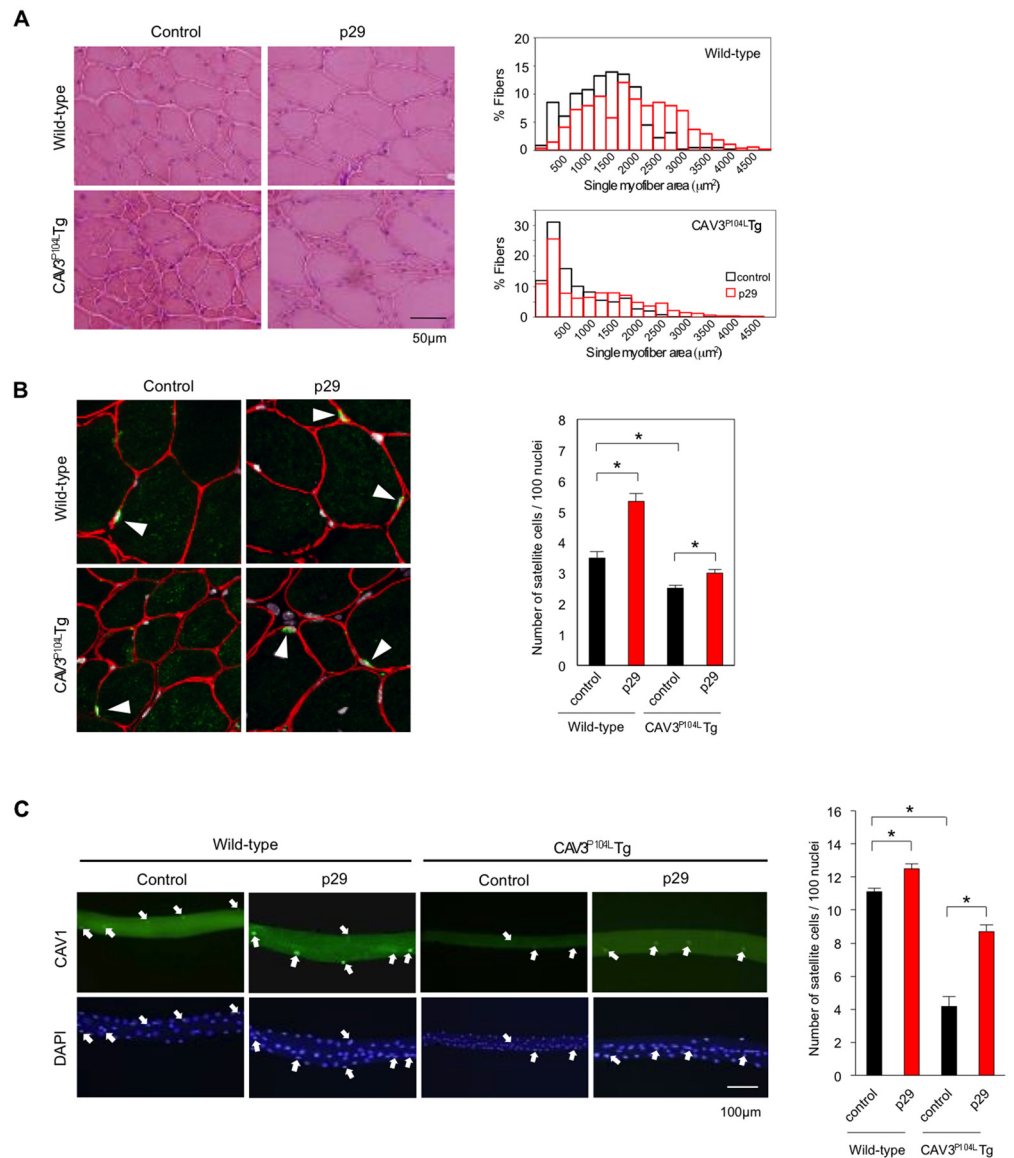 A
Control
p29
Wild-type
CAV3P104LTg
50μm
% Fibers
20
15
10
5
0
Wild-type
500
1000
1500
2000
2500
3000
3500
4000
4500
Single myofiber area (μm2)
% Fibers
30
20
10
0
CAV3P104LTg
control
p29
500
1000
1500
2000
2500
3000
3500
4000
4500
Single myofiber area (μm2)
B
Control
p29
Wild-type
CAV3P104LTg
Number of satellite cells / 100 nuclei
8
7
6
5
4
3
2
1
0
*
*
*
control
p29
control
p29
Wild-type
CAV3P104LTg
C
Wild-type
CAV3P104LTg
Control
p29
Control
p29
CAV1
DAPI
100μm
Number of satellite cells / 100 nuclei
16
14
12
10
8
6
4
2
0
*
*
*
control
p29
control
p29
Wild-type
CAV3P104LTg